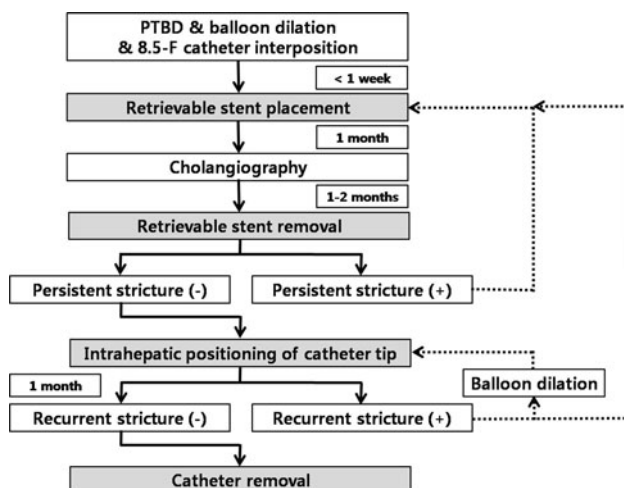 PTBD & balloon dilation
& 8.5-F catheter interposition
< 1 week
Retrievable stent placement
1 month
Cholangiography
1-2 months
Retrievable stent removal
Persistent stricture (-)
Persistent stricture (+)
Intrahepatic positioning of catheter tip
1 month
Balloon dilation
Recurrent stricture (-)
Recurrent stricture (+)
Catheter removal